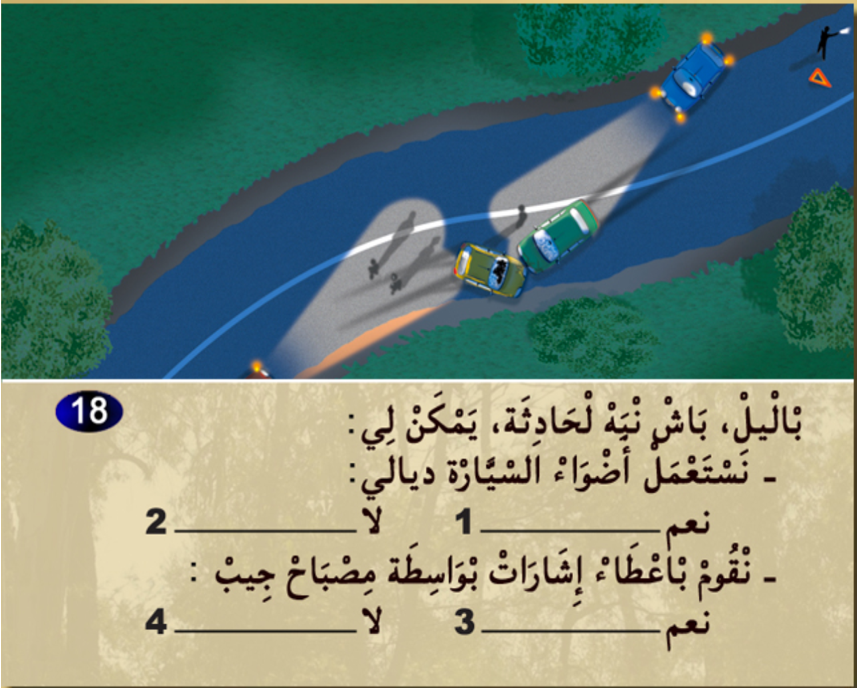 18
بْالْليلْ، بَاشْ نْبَهْ لْحَادِثَة، يَمْكَنْ لِي:
- نَسْتَعْمَلْ أَضْوَاءْ السّيَّارْة ديالي:
نعم 1 لا 2
- نْقُومْ بْاعْطَاءْ إِشَارَاتْ بْوَاسِطَة مِصْبَاحْ جِيبْ :
نعم 3 لا 4